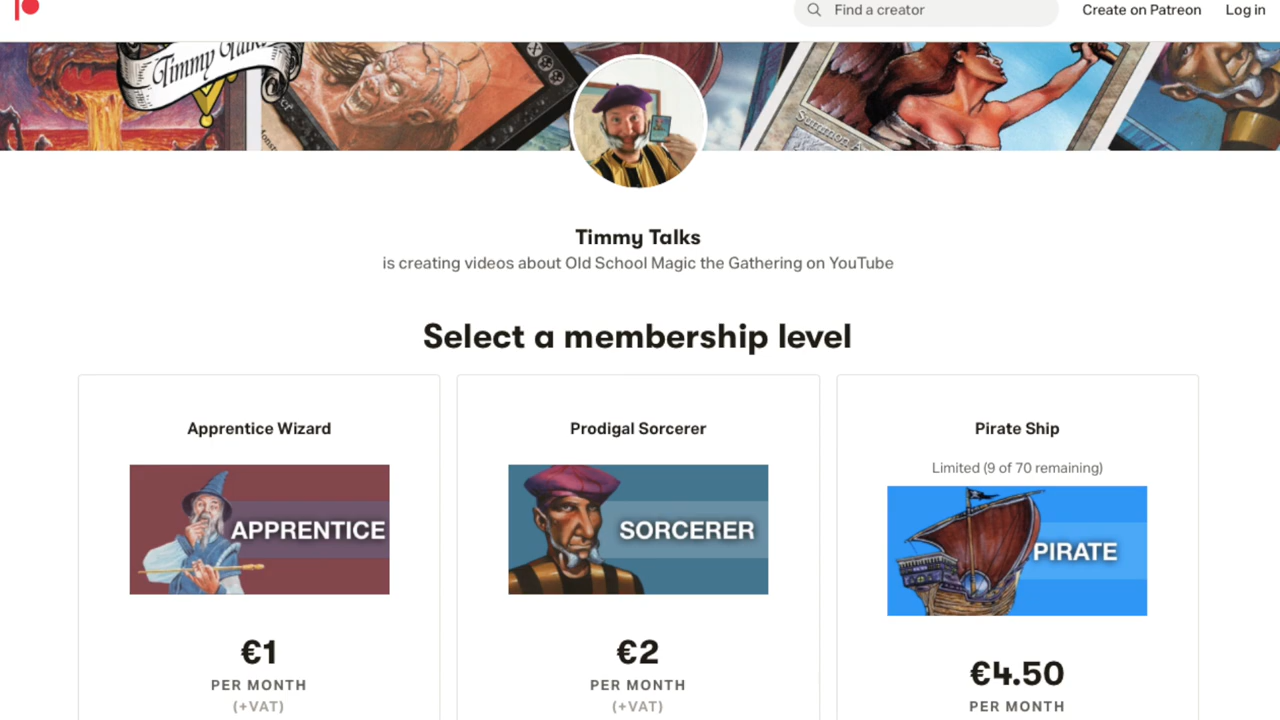 Find a creator
Create on Patreon
Log in
Timmy Talks
Summon A
Timmy Talks
is creating videos about Old School Magic the Gathering on YouTube
Select a membership level
Apprentice Wizard
Prodigal Sorcerer
Pirate Ship
Limited (9 of 70 remaining)
APPRENTICE
SORCERER
PIRATE
€1
€2
€4.50
PER MONTH
PER MONTH
PER MONTH
(+VAT)
(+VAT)